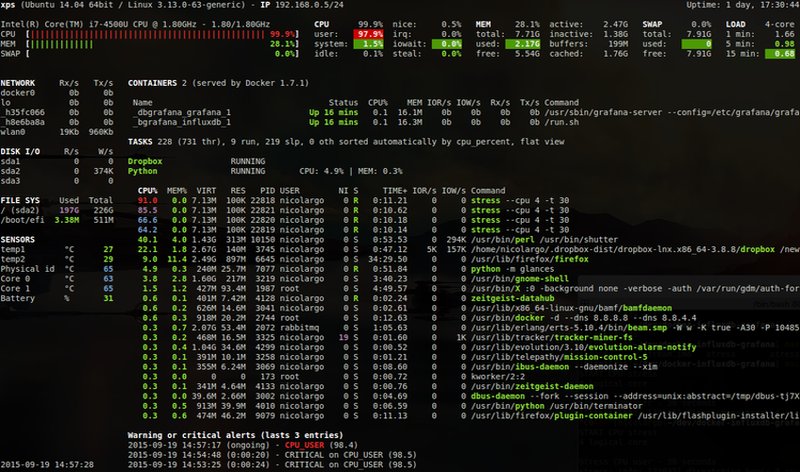 xps (Ubuntu 14.04 64bit / Linux 3.13.0-63-generic) - IP 192.168.0.5/24 Uptime: 1 day, 17:30:44
Intel(R) Core(TM) i7-4500U CPU @ 1.80GHz - 1.80/1.80GHz CPU 99.9% nice: 0.5% MEM 28.1% active: 2.47G SWAP 0.0% LOAD 4-core
CPU [ 99.9%] user: 97.9% irq: 0.0% total: 7.71G inactive: 1.38G total: 7.91G 1 min: 1.66
MEM [ 28.1%] system: 1.5% iowait: 0.0% used: 2.17G buffers: 199M used: 0 5 min: 0.98
SWAP [ 0.0%] idle: 0.1% steal: 0.0% free: 5.54G cached: 1.76G free: 7.91G 15 min: 0.68
NETWORK Rx/s Tx/s CONTAINERS 2 (served by Docker 1.7.1)
docker0 0b 0b
lo 0b 0b Name Status CPU% MEM IOR/s IOW/s Rx/s Tx/s Command
_h35fc066 0b 0b _dbgrafana_grafana_1 Up 16 mins 0.1 16.1M 0b 0b 0b 0b /usr/sbin/grafana-server --config=/etc/grafana/grafa
_h8e6ba8a 0b 0b _bgrafana_influxdb_1 Up 16 mins 0.1 16.3M 0b 0b 0b 0b /run.sh
wlan0 19Kb 960Kb
TASKS 228 (731 thr), 9 run, 219 slp, 0 oth sorted automatically by cpu_percent, flat view
DISK I/O R/s W/s
sda1 0 0 Dropbox RUNNING
sda2 0 374K Python RUNNING CPU: 4.9% | MEM: 0.3%
sda3 0 0
CPU% MEM% VIRT RES PID USER NI S TIME+ IOR/s IOW/s Command
FILE SYS Used Total 91.0 0.0 7.13M 100K 22818 nicolargo 0 R 0:11.21 0 0 stress --cpu 4 -t 30
/ (sda2) 197G 226G 85.5 0.0 7.13M 100K 22821 nicolargo 0 R 0:10.62 0 0 stress --cpu 4 -t 30
/boot/efi 3.38M 511M 66.6 0.0 7.13M 100K 22820 nicolargo 0 R 0:10.18 0 0 stress --cpu 4 -t 30
64.2 0.0 7.13M 100K 22819 nicolargo 0 R 0:10.14 0 0 stress --cpu 4 -t 30
SENSORS 40.1 4.0 1.43G 313M 10150 nicolargo 0 S 0:53.53 0 294K /usr/bin/perl /usr/bin/shutter
temp1 °C 27 22.1 1.8 2.67G 140M 3745 nicolargo 0 S 0:47.12 5K 157K /home/nicolargo/.dropbox-dist/dropbox-lnx.x86_64-3.8.8/dropbox /new
temp2 °C 29 9.0 11.4 2.49G 897M 6645 nicolargo 0 S 34:29.50 0 0 /usr/lib/firefox/firefox
Physical id °C 65 4.9 0.3 240M 25.7M 7077 nicolargo 0 R 0:51.84 0 0 python -m glances
Core 0 °C 63 3.8 2.8 1.60G 217M 3219 nicolargo 0 S 3:40.23 0 0 /usr/bin/gnome-shell
Core 1 °C 65 1.5 1.2 427M 93.4M 1987 root 0 S 4:49.57 0 0 /usr/bin/X :0 -background none -verbose -auth /var/run/gdm/auth-for
Battery % 31 0.6 0.1 401M 7.42M 4128 nicolargo 0 R 0:02.24 0 0 zeitgeist-datahub
0.6 0.2 626M 14.6M 3041 nicolargo 0 S 0:02.61 0 0 /usr/lib/x86_64-linux-gnu/bamf/bamfdaemon
0.6 0.3 918M 20.2M 2744 root 0 S 0:12.63 0 0 /usr/bin/docker -d --dns 8.8.8.8 --dns 8.8.4.4
0.3 0.7 2.07G 53.4M 2072 rabbitmq 0 S 1:05.63 0 0 /usr/lib/erlang/erts-5.10.4/bin/beam.smp -W w -K true -A30 -P 10485
0.3 0.2 468M 16.5M 3325 nicolargo 19 S 0:01.60 0 1K /usr/lib/tracker/tracker-miner-fs
0.3 0.4 1.04G 34.6M 4299 nicolargo 0 S 0:00.52 0 0 /usr/lib/evolution/3.10/evolution-alarm-notify
0.3 0.1 391M 10.1M 3258 nicolargo 0 S 0:01.21 0 0 /usr/lib/telepathy/mission-control-5
0.3 0.1 355M 6.24M 3069 nicolargo 0 S 0:08.60 0 0 /usr/bin/ibus-daemon --daemonize --xim
0.3 0.0 0 0 173 root 0 S 0:00.72 0 0 kworker/2:2
0.3 0.1 341M 4.64M 4133 nicolargo 0 S 0:00.76 0 0 /usr/bin/zeitgeist-daemon
0.3 0.0 39.6M 2.66M 3002 nicolargo 0 S 0:04.69 0 0 dbus-daemon --fork --session --address=unix:abstract=/tmp/dbus-tj7X
0.3 0.5 913M 39.9M 4010 nicolargo 0 S 0:06.59 0 0 /usr/bin/python /usr/bin/terminator
0.3 0.6 474M 46.2M 9079 nicolargo 0 S 0:11.13 0 0 /usr/lib/firefox/plugin-container /usr/lib/flashplugin-installer/li
Warning or critical alerts (lasts 3 entries)
2015-09-19 14:57:17 (ongoing) - CPU_USER (98.4)
2015-09-19 14:54:48 (0:00:20) - CRITICAL on CPU_USER (98.5)
2015-09-19 14:57:28 2015-09-19 14:53:25 (0:00:24) - CRITICAL on CPU_USER (98.5)